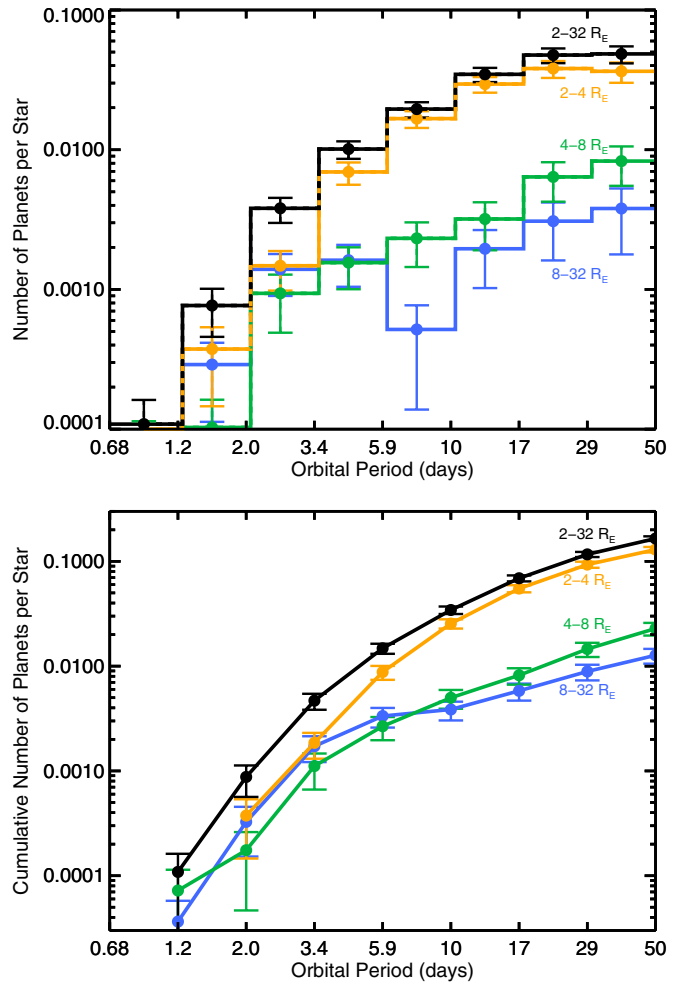 0.1000
2–32 R_E
2–4 R_E
0.0100
4–8 R_E
0.0010
8–32 R_E
0.0001
0.68 1.2 2.0 3.4 5.9 10 17 29 50
Orbital Period (days)
Number of Planets per Star
2–32 R_E
0.1000
2–4 R_E
4–8 R_E
0.0100
8–32 R_E
0.0010
0.0001
0.68 1.2 2.0 3.4 5.9 10 17 29 50
Orbital Period (days)
Cumulative Number of Planets per Star